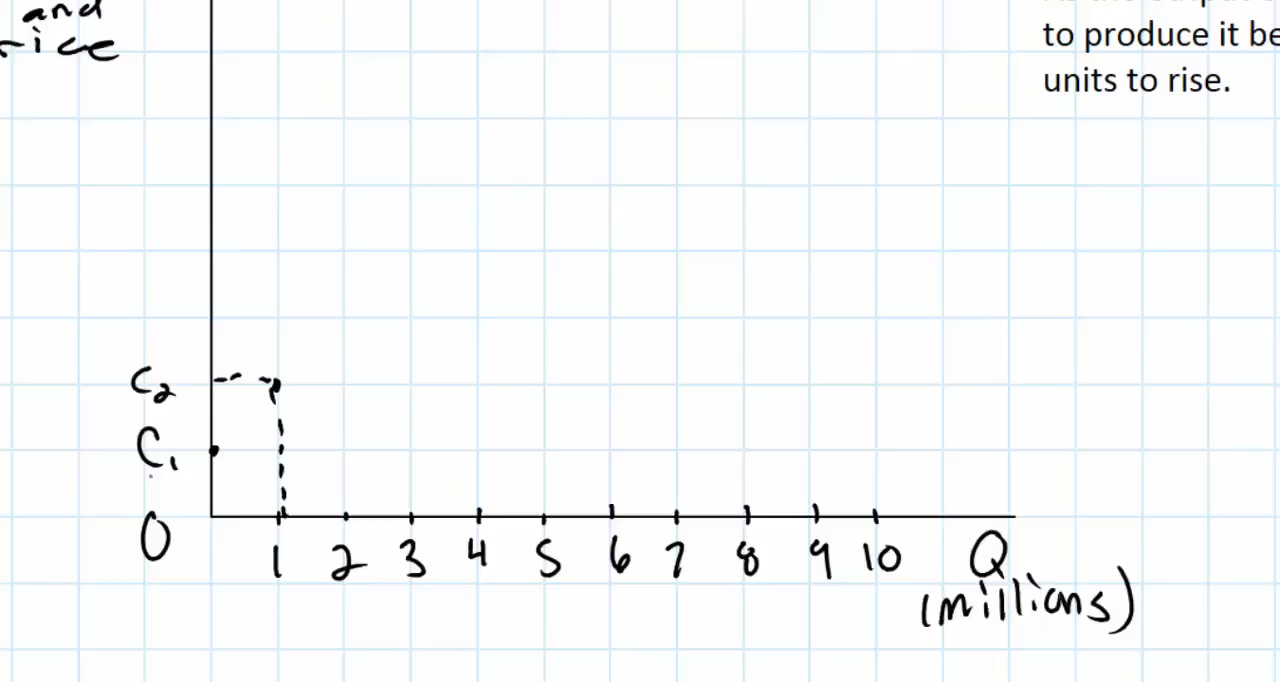 and
to produce it be
units to rise.
C2
C1
0
1 2 3 4 5 6 7 8 9 10 Q
(millions)